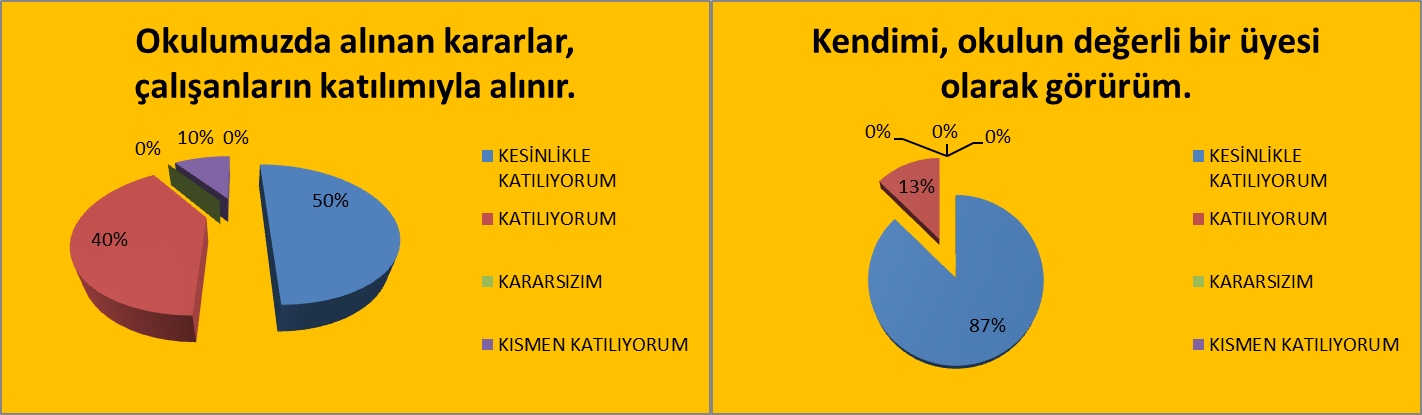 Okulumuzda alınan kararlar,
çalışanların katılımıyla alınır.
0%
10%
0%
50%
40%
KESİNLİKLE
KATILIYORUM
KATILIYORUM
KARARSIZIM
KISMEN KATILIYORUM
Kendimi, okulun değerli bir üyesi
olarak görürüm.
0%
0%
0%
13%
87%
KESİNLİKLE
KATILIYORUM
KATILIYORUM
KARARSIZIM
KISMEN KATILIYORUM